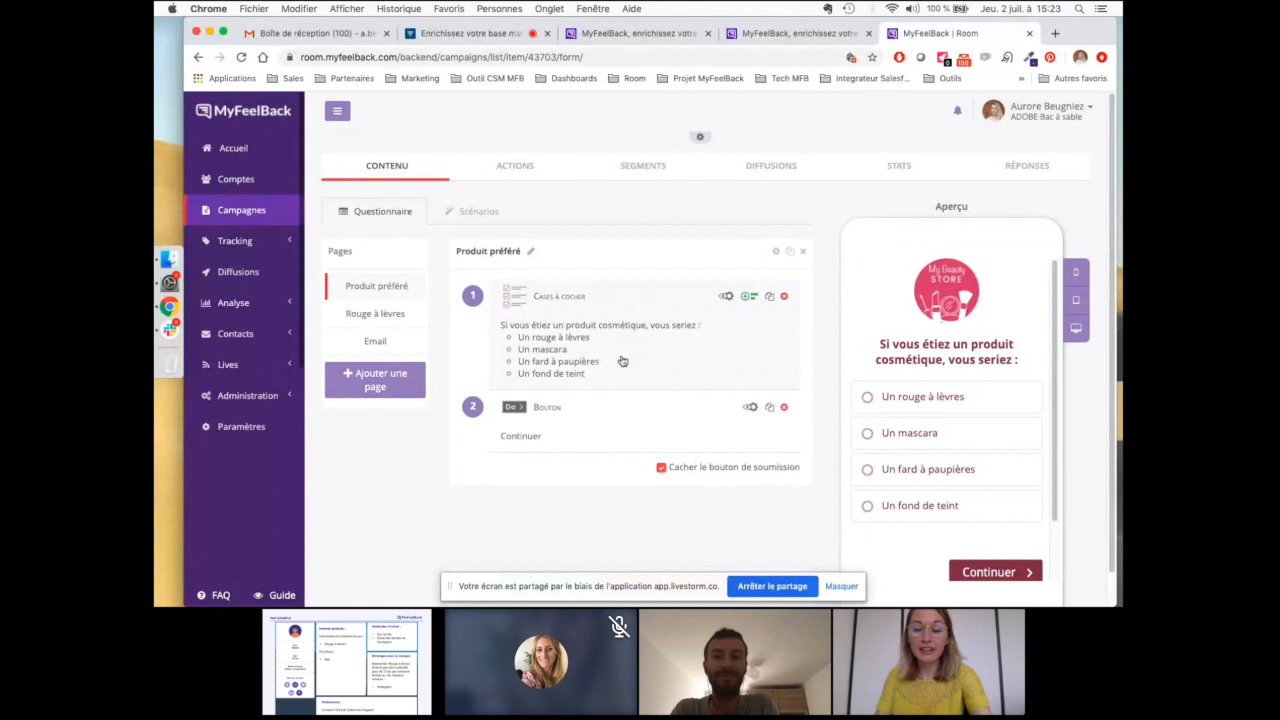 Chrome Fichier Modifier Afficher Historique Favoris Personnes Onglet Fenêtre Aide 100 % Jeu. 2 juil. à 15:23
Boîte de réception (100) - a.be Enrichissez votre base ma MyFeelBack, enrichissez votre MyFeelBack, enrichissez votre MyFeelBack | Room
room.myfeelback.com/backend/campaigns/list/item/43703/form/
Applications Sales Partenaires Marketing Outil CSM MFB Dashboards Room Projet MyFeelBack Tech MFB Integrateur Salesf... Outils » Autres favoris
MyFeelBack
Aurore Beugniez
ADOBE Bac à sable
Accueil
Comptes
Campagnes
Tracking
Diffusions
Analyse
Contacts
Lives
Administration
Paramètres
FAQ Guide
CONTENU ACTIONS SEGMENTS DIFFUSIONS STATS RÉPONSES
Questionnaire Scénarios
Pages
Produit préféré
Rouge à lèvres
Email
+ Ajouter une
page
Produit préféré
1 CASES À COCHER
Si vous étiez un produit cosmétique, vous seriez :
Un rouge à lèvres
Un mascara
Un fard à paupières
Un fond de teint
2 Do > BOUTON
Continuer
Cacher le bouton de soumission
Aperçu
My Beauty
STORE
Si vous étiez un produit
cosmétique, vous seriez :
Un rouge à lèvres
Un mascara
Un fard à paupières
Un fond de teint
Continuer
Votre écran est partagé par le biais de l'application app.livestorm.co. Arrêter le partage Masquer
MyFeelBack